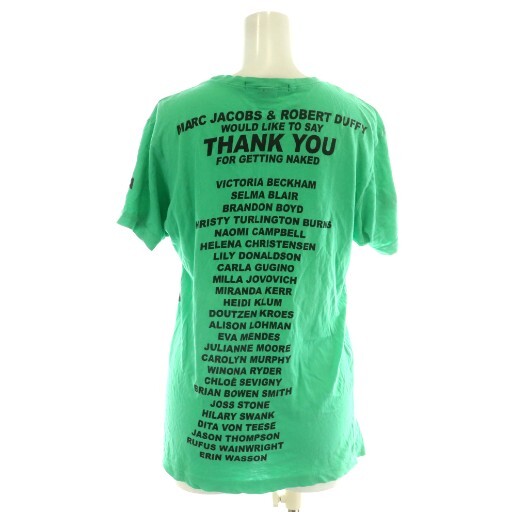 MARC JACOBS & ROBERT DUFFY
WOULD LIKE TO SAY
THANK YOU
FOR GETTING NAKED
VICTORIA BECKHAM
SELMA BLAIR
BRANDON BOYD
CHRISTY TURLINGTON BURNS
NAOMI CAMPBELL
HELENA CHRISTENSEN
LILY DONALDSON
CARLA GUGINO
MILLA JOVOVICH
MIRANDA KERR
HEIDI KLUM
DOUTZEN KROES
ALISON LOHMAN
EVA MENDES
JULIANNE MOORE
CAROLYN MURPHY
WINONA RYDER
CHLOË SEVIGNY
BRIAN BOWEN SMITH
JOSS STONE
HILARY SWANK
DITA VON TEESE
JASON THOMPSON
RUFUS WAINWRIGHT
ERIN WASSON